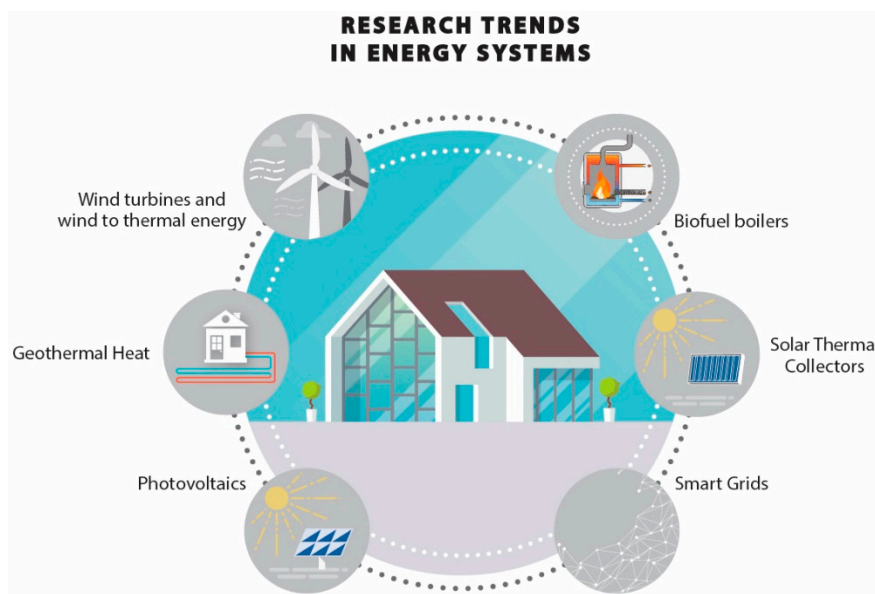 RESEARCH TRENDS
IN ENERGY SYSTEMS
Wind turbines and
wind to thermal energy
Biofuel boilers
Geothermal Heat
Solar Therma
Collectors
Photovoltaics
Smart Grids